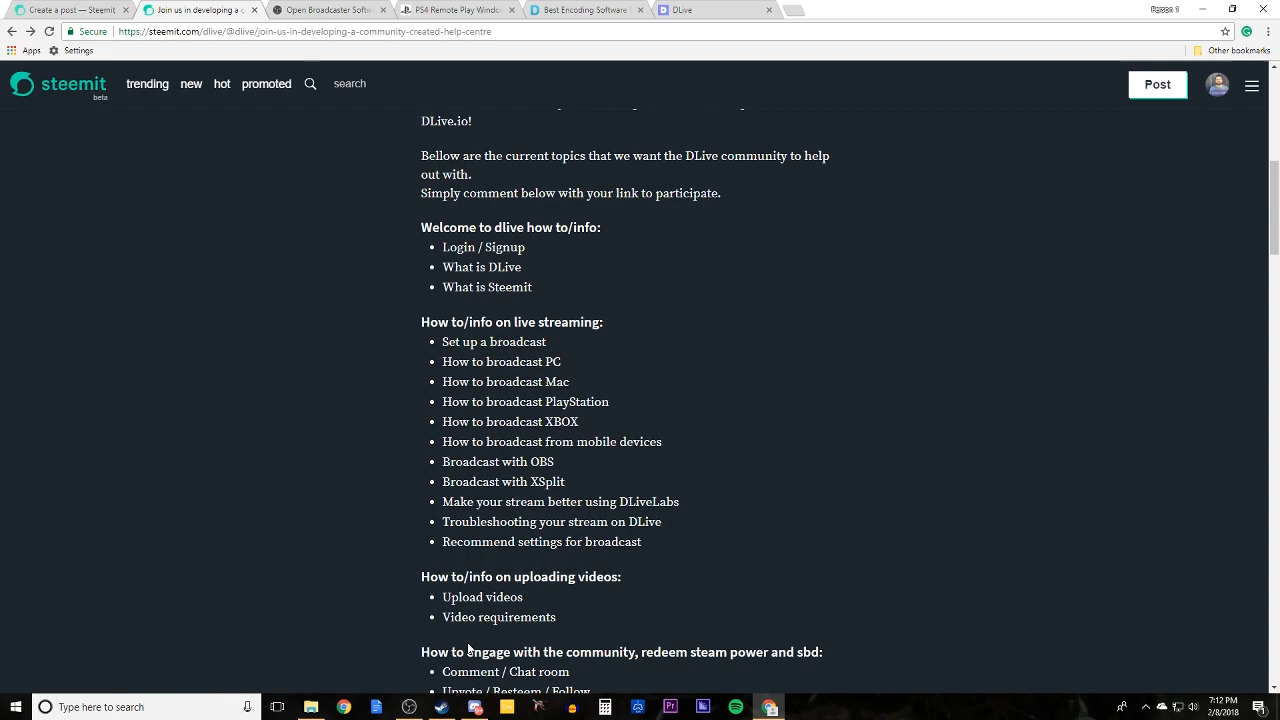 Create a post — Steemit
Join us in developing a c
Open Broadcaster Softw
PS4 Remote Play Windo
Best Encoding Software
DLive
Secure
https://steemit.com/dlive/@dlive/join-us-in-developing-a-community-created-help-centre
Apps
Settings
Other bookmarks
steemit
beta
trending
new
hot
promoted
search
Post
DLive.io!
Bellow are the current topics that we want the DLive community to help
out with.
Simply comment below with your link to participate.
Welcome to dlive how to/info:
Login / Signup
What is DLive
What is Steemit
How to/info on live streaming:
Set up a broadcast
How to broadcast PC
How to broadcast Mac
How to broadcast PlayStation
How to broadcast XBOX
How to broadcast from mobile devices
Broadcast with OBS
Broadcast with XSplit
Make your stream better using DLiveLabs
Troubleshooting your stream on DLive
Recommend settings for broadcast
How to/info on uploading videos:
Upload videos
Video requirements
How to engage with the community, redeem steam power and sbd:
Comment / Chat room
Upvote / Resteem / Follow
Type here to search
7:12 PM
2/8/2018